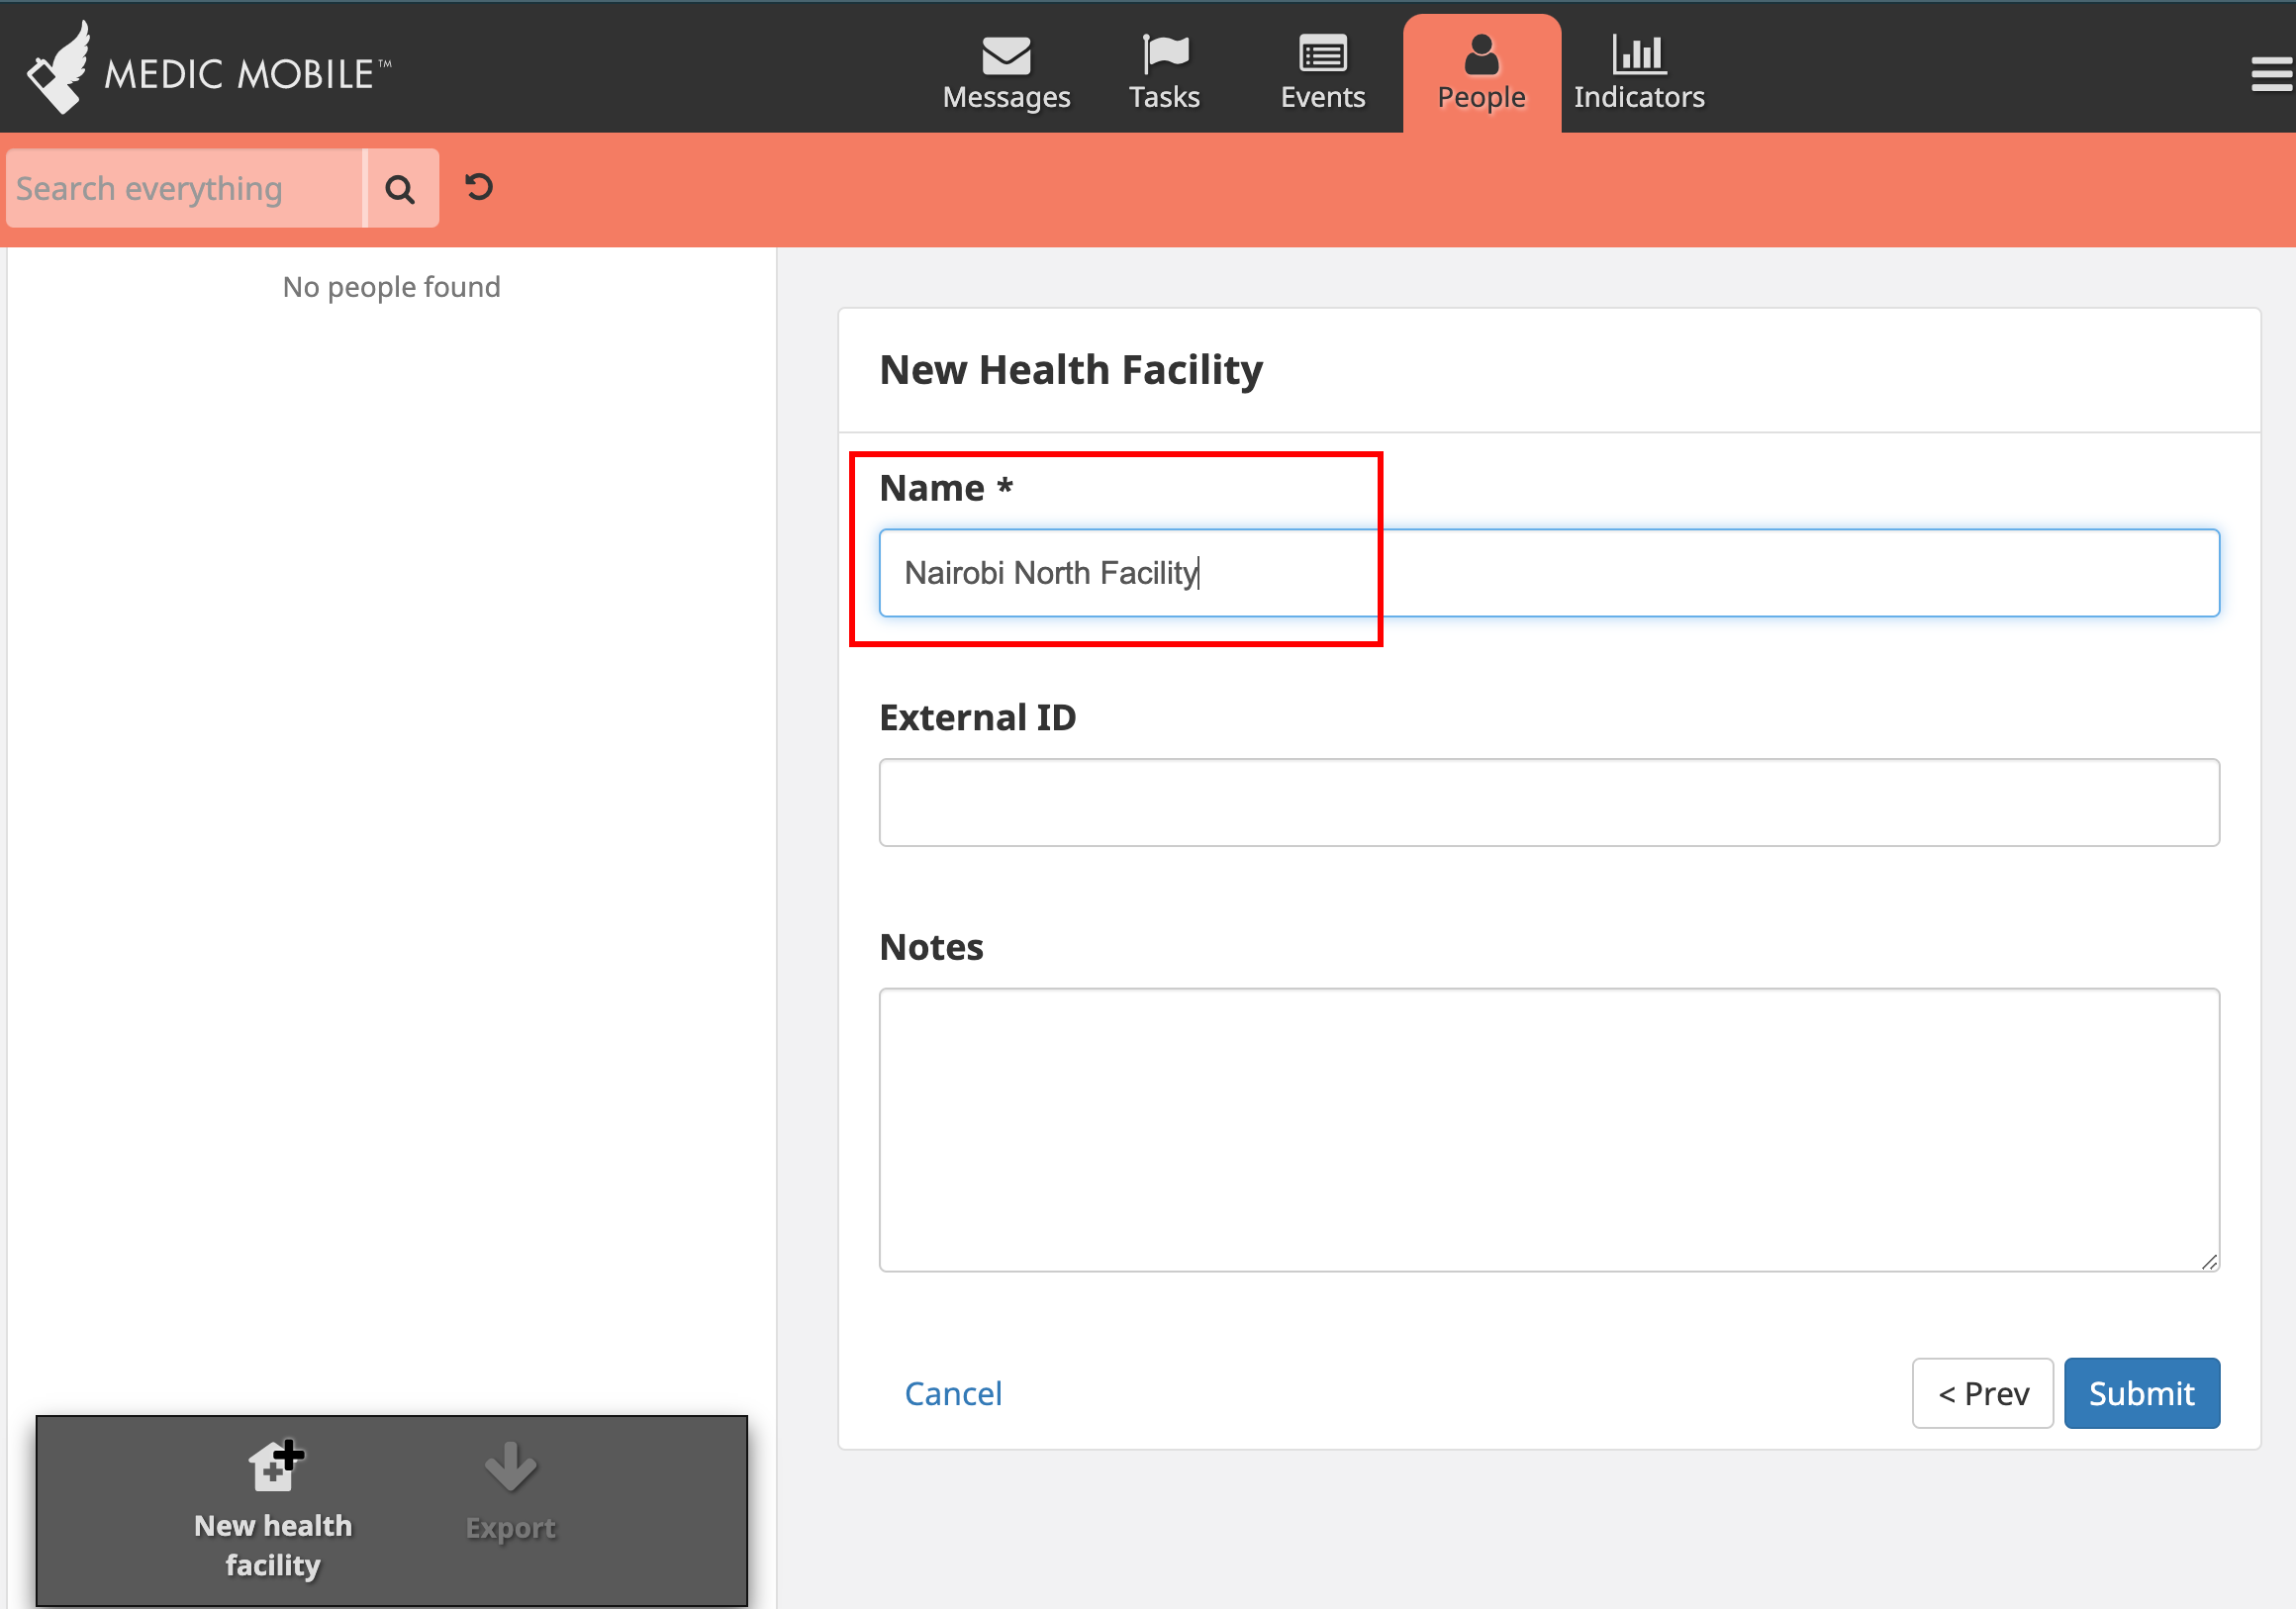 MEDIC MOBILE™
Messages
Tasks
Events
People
Indicators
Search everything
No people found
New Health Facility
Name *
Nairobi North Facility
External ID
Notes
Cancel
< Prev
Submit
New health
facility
Export